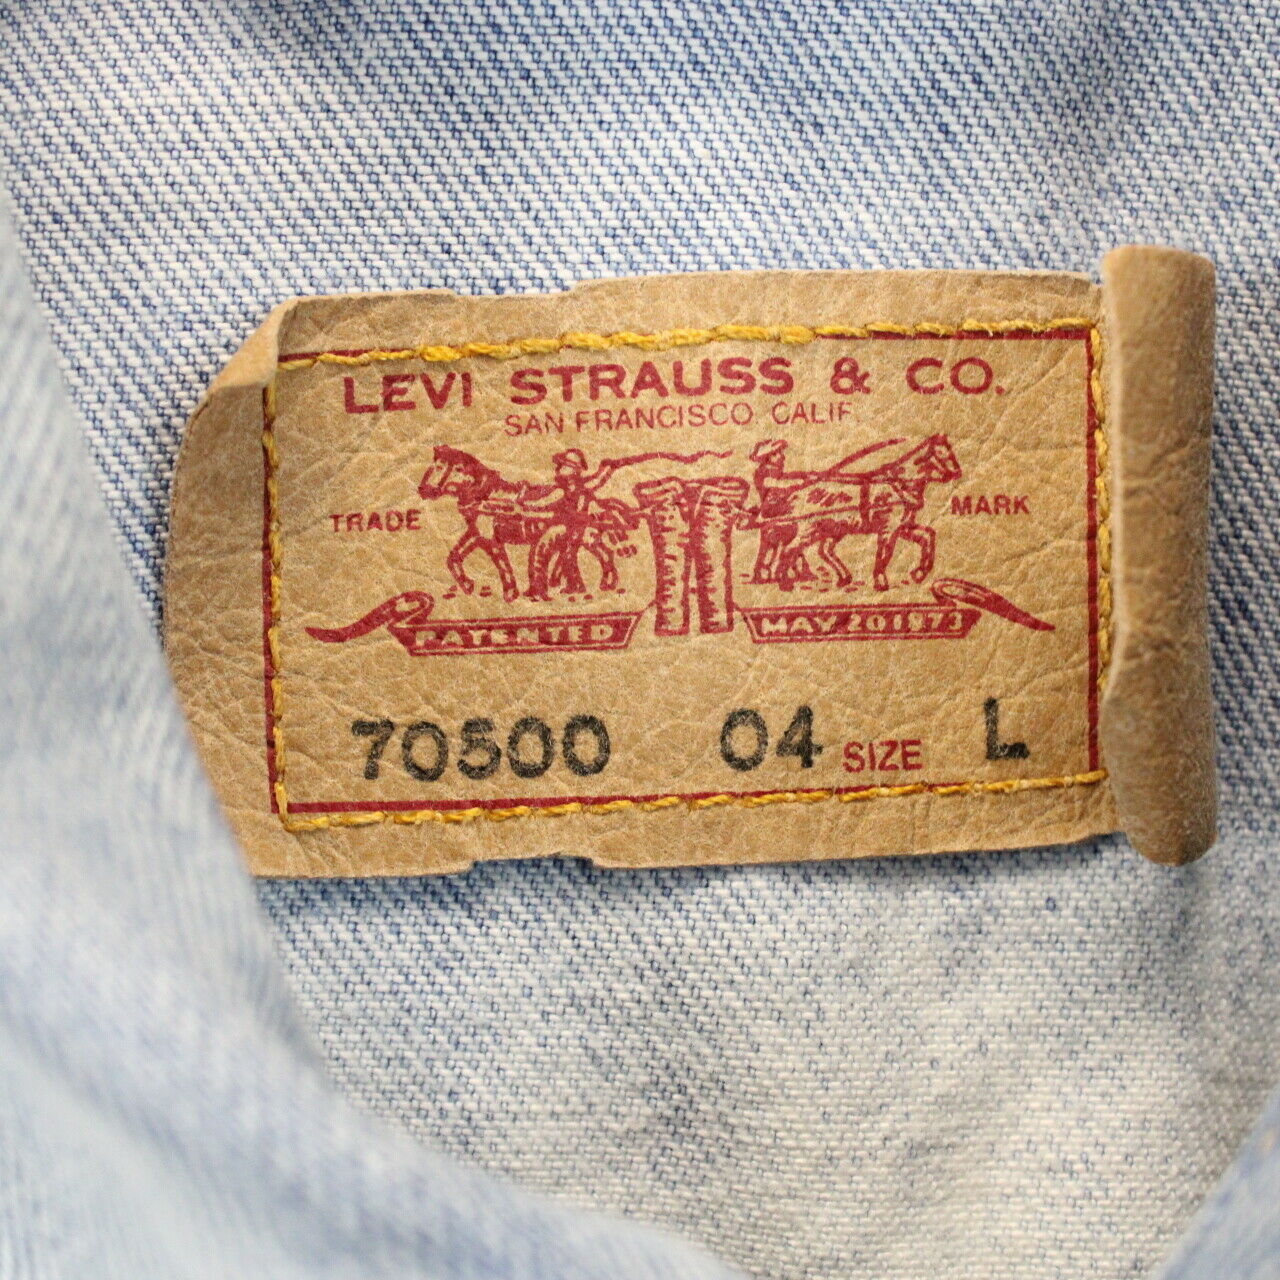 LEVI STRAUSS & CO.
SAN FRANCISCO CALIF.
TRADE MARK
PATENTED MAY 20 1873
70500 04 SIZE L